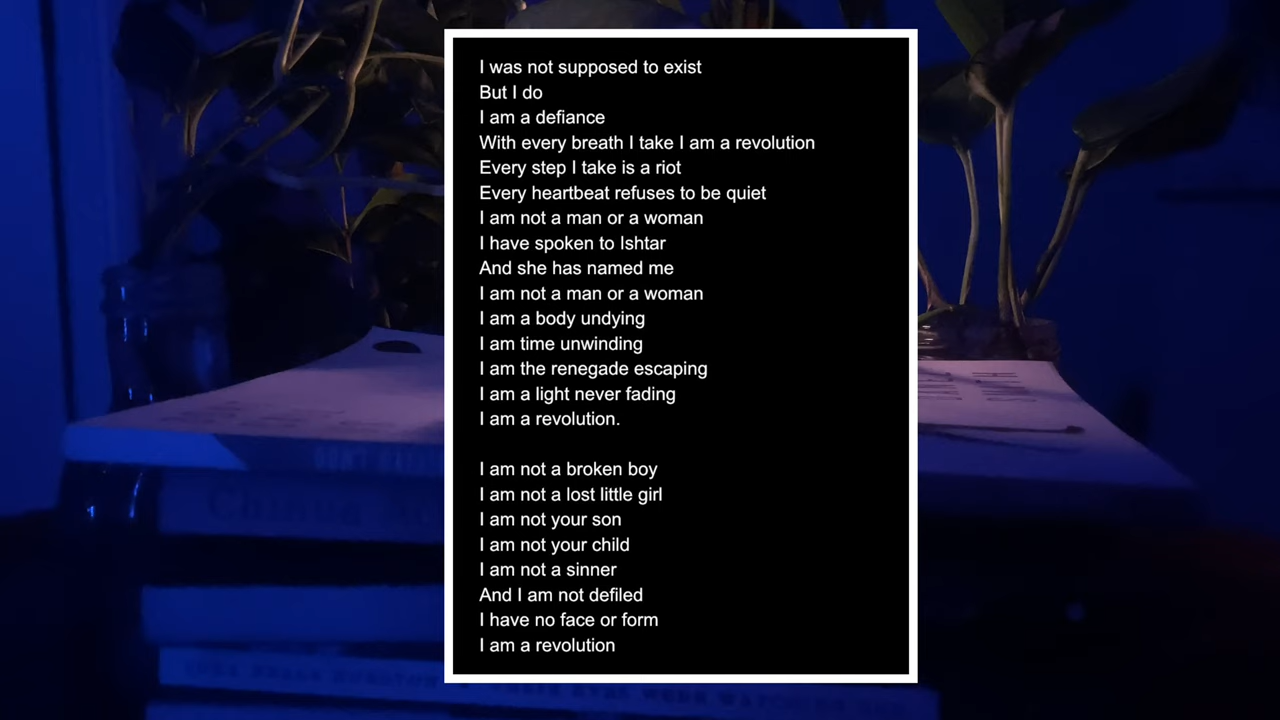 I was not supposed to exist
But I do
I am a defiance
With every breath I take I am a revolution
Every step I take is a riot
Every heartbeat refuses to be quiet
I am not a man or a woman
I have spoken to Ishtar
And she has named me
I am not a man or a woman
I am a body undying
I am time unwinding
I am the renegade escaping
I am a light never fading
I am a revolution.
I am not a broken boy
I am not a lost little girl
I am not your son
I am not your child
I am not a sinner
And I am not defiled
I have no face or form
I am a revolution